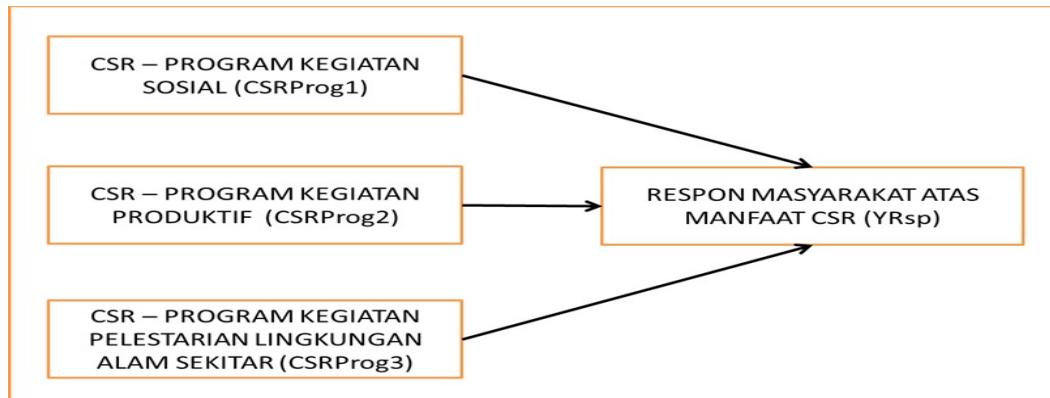 CSR – PROGRAM KEGIATAN
SOSIAL (CSRProg1)
CSR – PROGRAM KEGIATAN
PRODUKTIF (CSRProg2)
RESPON MASYARAKAT ATAS
MANFAAT CSR (YRsp)
CSR – PROGRAM KEGIATAN
PELESTARIAN LINGKUNGAN
ALAM SEKITAR (CSRProg3)